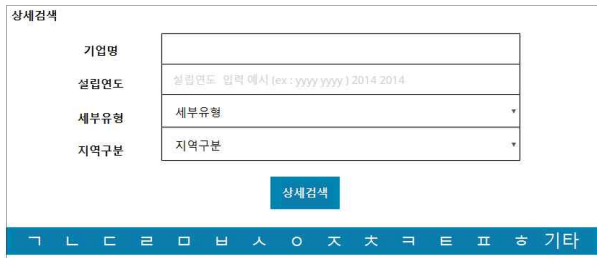 상세검색
기업명
설립연도 설립연도 입력 예시 (ex : yyyy yyyy ) 2014 2014
세부유형 세부유형
지역구분 지역구분
상세검색
ㄱ ㄴ ㄷ ㄹ ㅁ ㅂ ㅅ ㅇ ㅈ ㅊ ㅋ ㅌ ㅍ ㅎ 기타